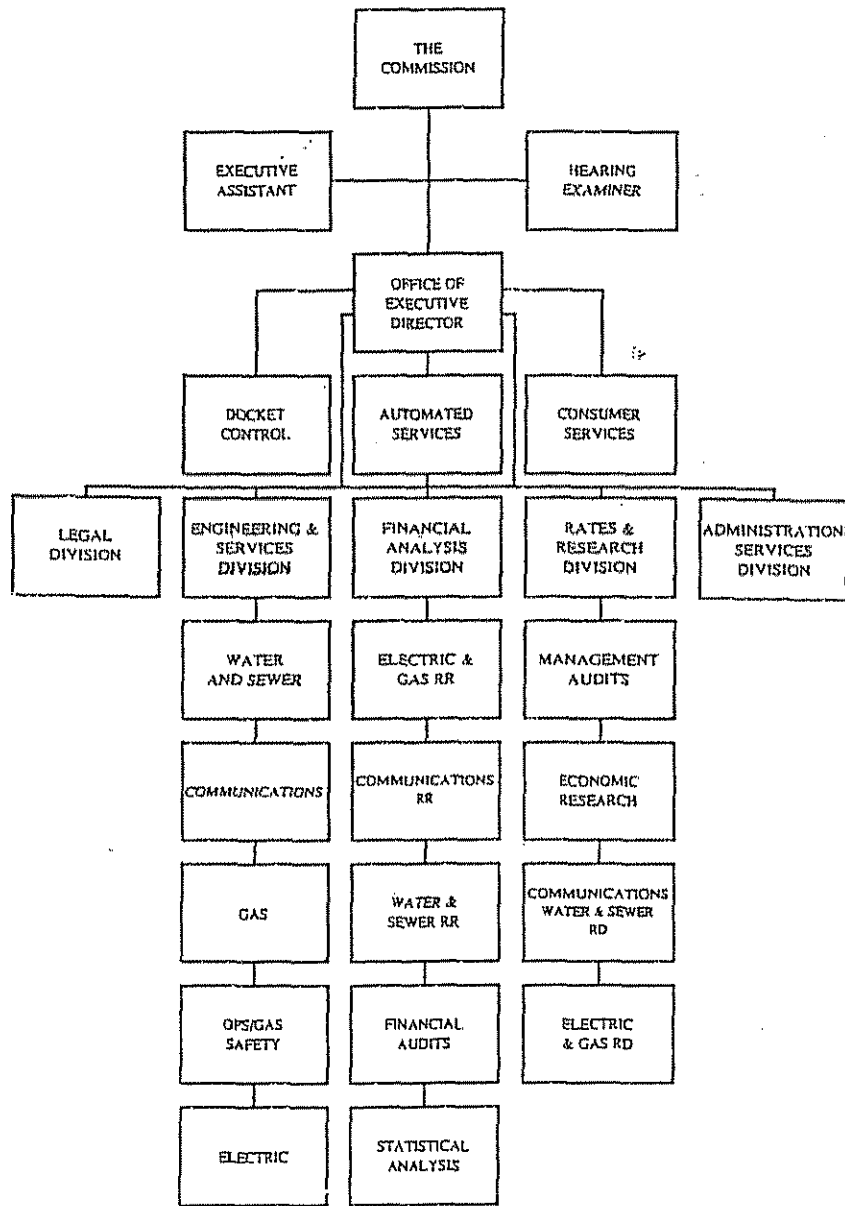 THE
COMMISSION
EXECUTIVE
ASSISTANT
HEARING
EXAMINER
OFFICE OF
EXECUTIVE
DIRECTOR
DOCKET
CONTROL
AUTOMATED
SERVICES
CONSUMER
SERVICES
LEGAL
DIVISION
ENGINEERING &
SERVICES
DIVISION
FINANCIAL
ANALYSIS
DIVISION
RATES &
RESEARCH
DIVISION
ADMINISTRATION
SERVICES
DIVISION
WATER
AND SEWER
ELECTRIC &
GAS RR
MANAGEMENT
AUDITS
COMMUNICATIONS
COMMUNICATIONS
RR
ECONOMIC
RESEARCH
GAS
WATER &
SEWER RR
COMMUNICATIONS
WATER & SEWER
RD
OPS/GAS
SAFETY
FINANCIAL
AUDITS
ELECTRIC
& GAS RD
ELECTRIC
STATISTICAL
ANALYSIS